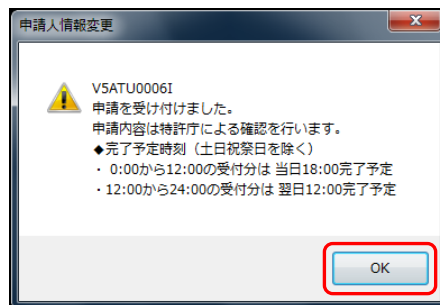 申請人情報変更
V5ATU0006I
申請を受け付けました。
申請内容は特許庁による確認を行います。
◆完了予定時刻（土日祝祭日を除く）
・ 0:00から12:00の受付分は 当日18:00完了予定
・12:00から24:00の受付分は 翌日12:00完了予定
OK